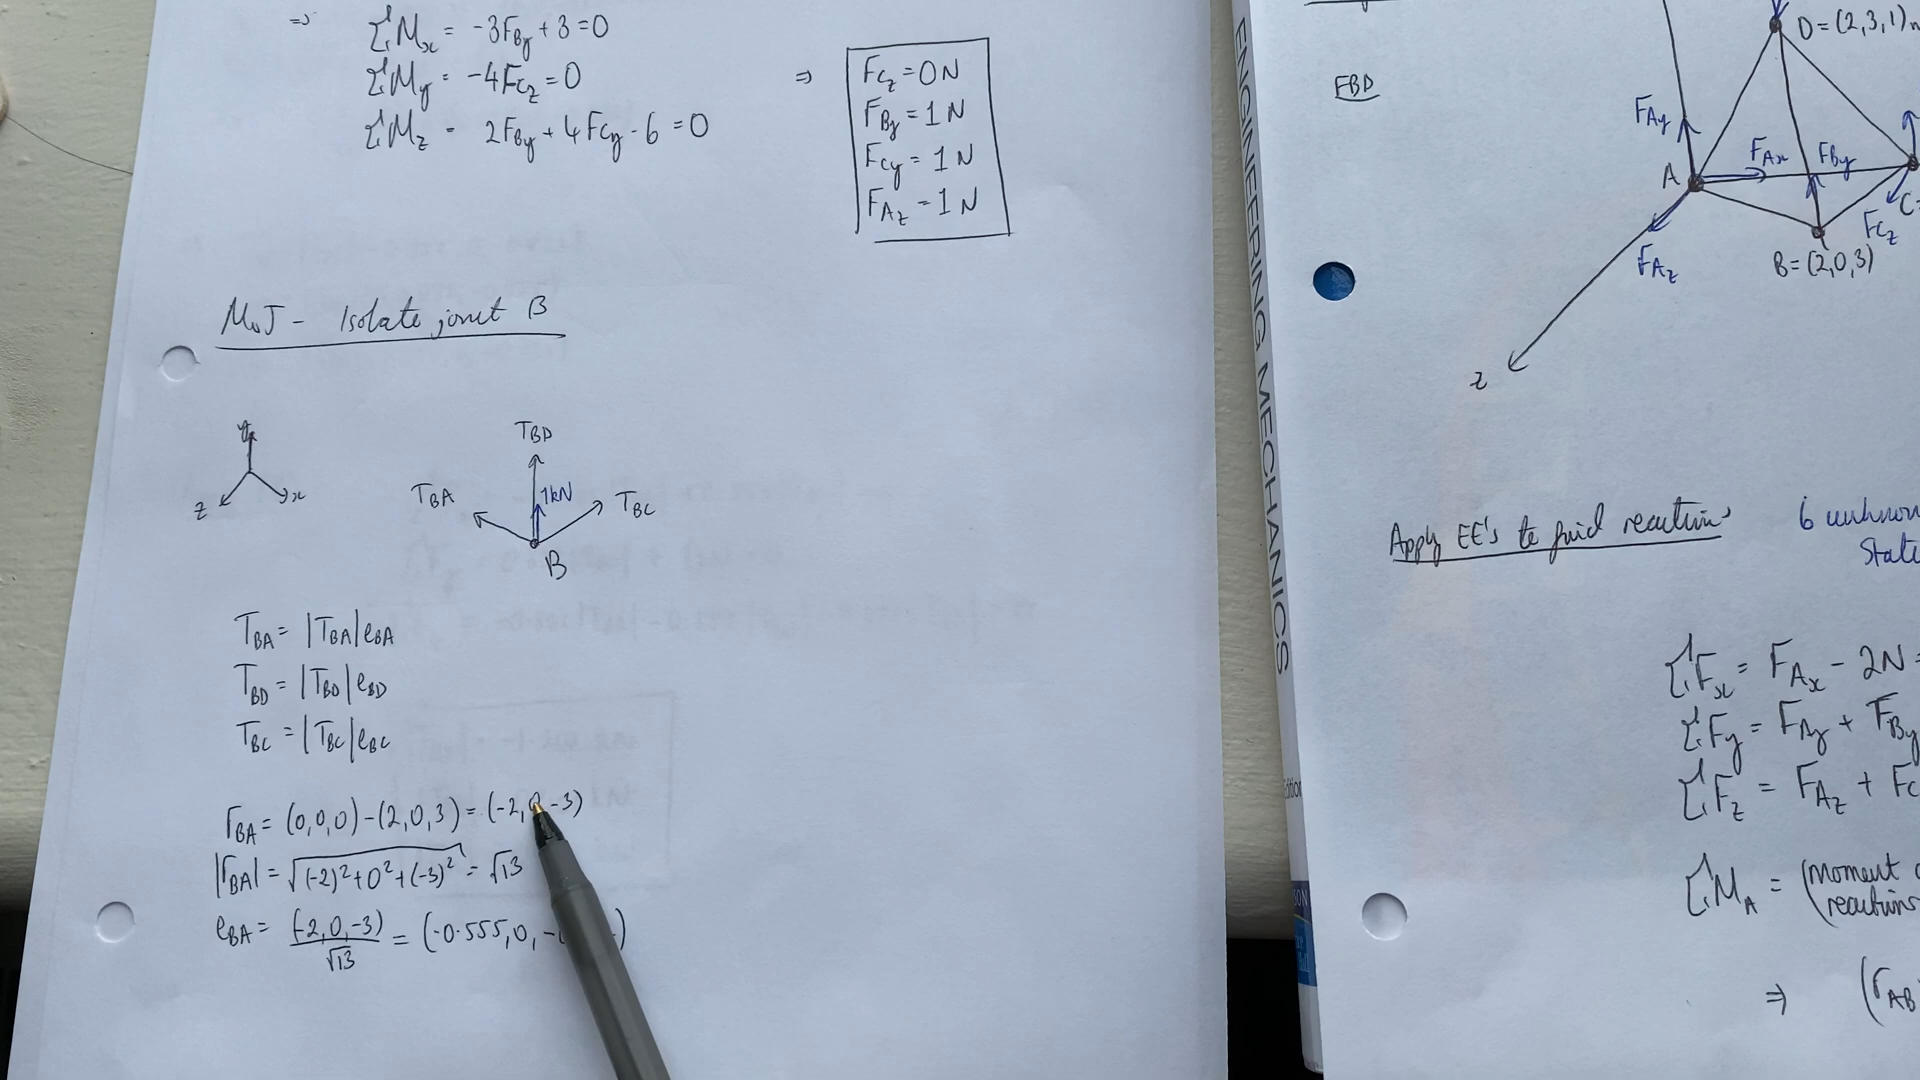 => ΣMx = -3FBy + 3 = 0
ΣMy = -4FCz = 0
ΣMz = 2FBy + 4FCy - 6 = 0
=> FCz = 0N
FBy = 1N
FCy = 1N
FAz = 1N
MoJ - Isolate joint B
y
z
x
TBD
TBA
1kN
TBC
B
TBA = |TBA|eBA
TBD = |TBD|eBD
TBC = |TBC|eBC
rBA = (0,0,0) - (2,0,3) = (-2,0,-3)
|rBA| = √(-2)²+0²+(-3)² = √13
eBA = (-2,0,-3)/√13 = (-0.555,0,-
ENGINEERING MECHANICS
FBD
D = (2,3,1)
FAy
FAx
FBy
A
FAz
FCz
C
B = (2,0,3)
z
Apply EE's to find reactions
6
ΣFx = FAx - 2N =
ΣFy = FAy + FBy
ΣFz = FAz +
ΣMA = (Moment
reactions
=> (rAB